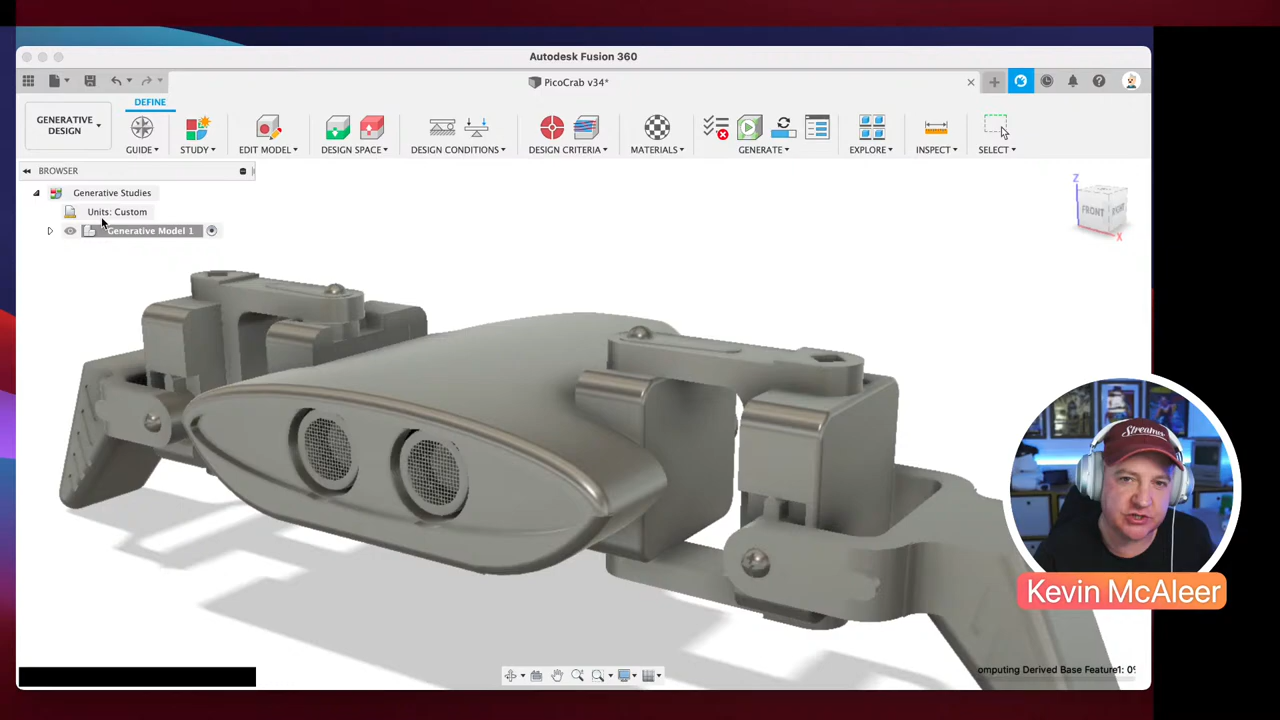 Autodesk Fusion 360
PicoCrab v34*
DEFINE
GENERATIVE
DESIGN
GUIDE
STUDY
EDIT MODEL
DESIGN SPACE
DESIGN CONDITIONS
DESIGN CRITERIA
MATERIALS
GENERATE
EXPLORE
INSPECT
SELECT
BROWSER
Generative Studies
Units: Custom
Generative Model 1
Z
FRONT
RIGHT
X
Streamer
Kevin McAleer
omputing Derived Base Feature1: 0%